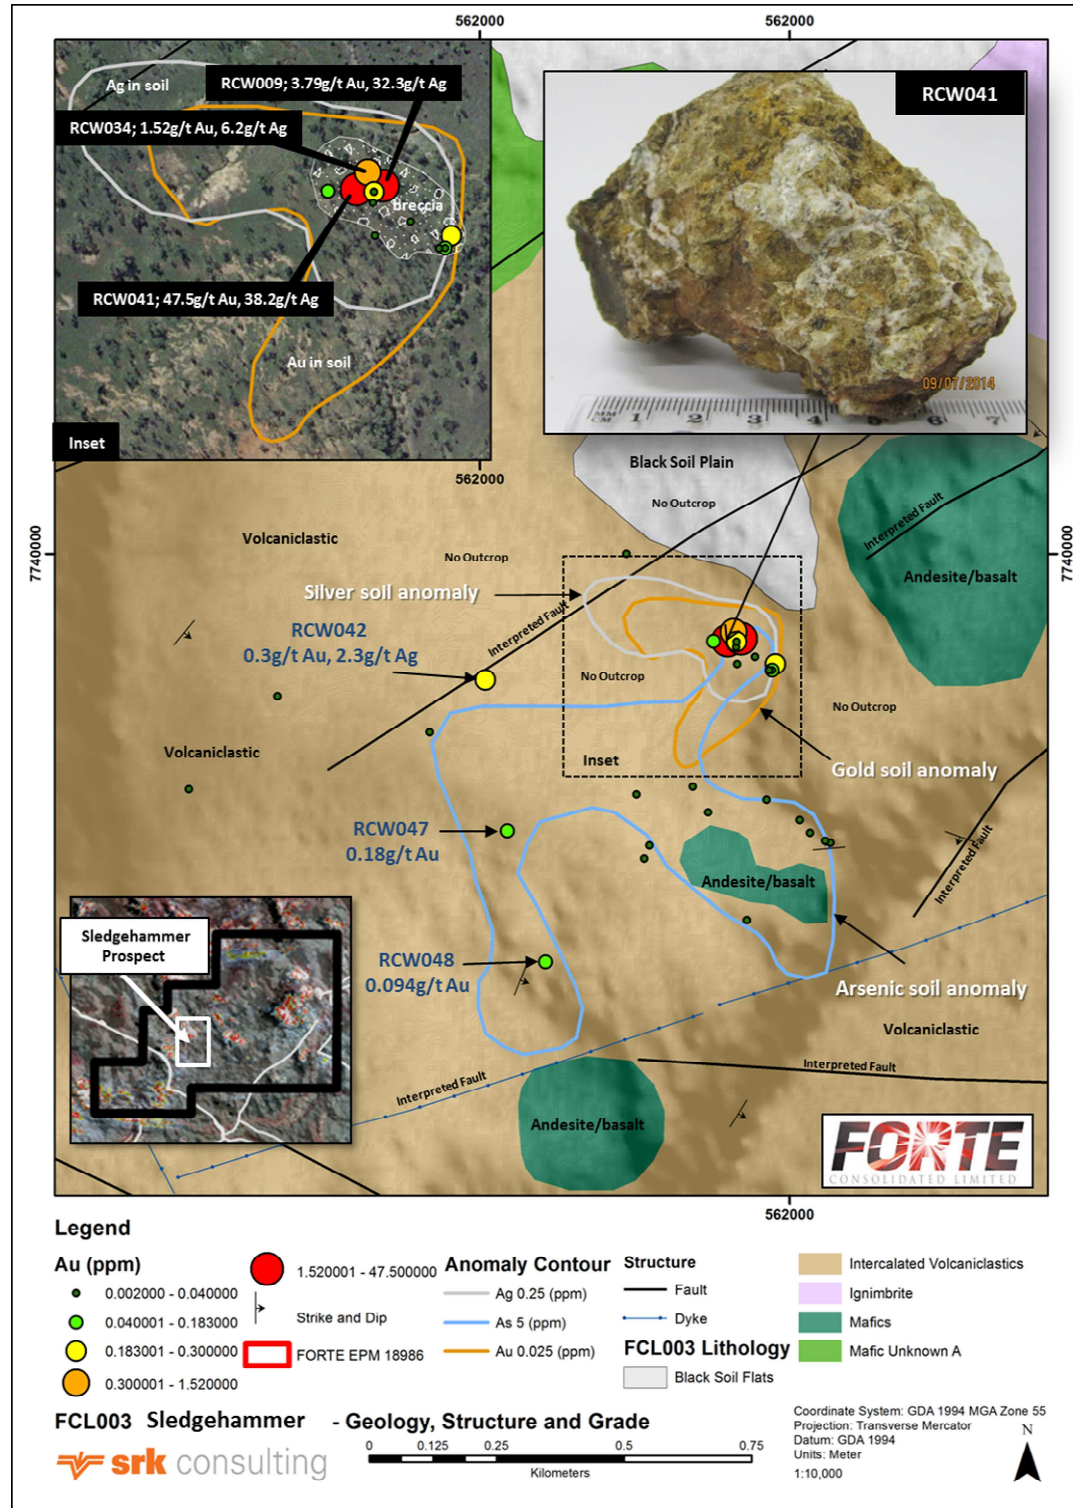 562000
562000
Ag in soil
RCW009; 3.79g/t Au, 32.3g/t Ag
RCW034; 1.52g/t Au, 6.2g/t Ag
Breccia
RCW041; 47.5g/t Au, 38.2g/t Ag
Au in soil
Inset
RCW041
09/07/2014
MM
CM
1 2 3 4 5 6 7
562000
Black Soil Plain
No Outcrop
Interpreted Fault
7740000
7740000
Volcaniclastic
No Outcrop
Andesite/basalt
Silver soil anomaly
RCW042
0.3g/t Au, 2.3g/t Ag
Interpreted Fault
No Outcrop
No Outcrop
Volcaniclastic
Inset
Gold soil anomaly
RCW047
0.18g/t Au
Interpreted Fault
Andesite/basalt
Sledgehammer
Prospect
RCW048
0.094g/t Au
Arsenic soil anomaly
Volcaniclastic
Interpreted Fault
Interpreted Fault
Andesite/basalt
FORTE
CONSOLIDATED LIMITED
562000
Legend
Au (ppm)
0.002000 - 0.040000
0.040001 - 0.183000
0.183001 - 0.300000
0.300001 - 1.520000
1.520001 - 47.500000
Strike and Dip
FORTE EPM 18986
Anomaly Contour
Ag 0.25 (ppm)
As 5 (ppm)
Au 0.025 (ppm)
Structure
Fault
Dyke
FCL003 Lithology
Black Soil Flats
Intercalated Volcaniclastics
Ignimbrite
Mafics
Mafic Unknown A
FCL003 Sledgehammer - Geology, Structure and Grade
srk consulting
0 0.125 0.25 0.5 0.75
Kilometers
Coordinate System: GDA 1994 MGA Zone 55
Projection: Transverse Mercator
Datum: GDA 1994
Units: Meter
1:10,000
N